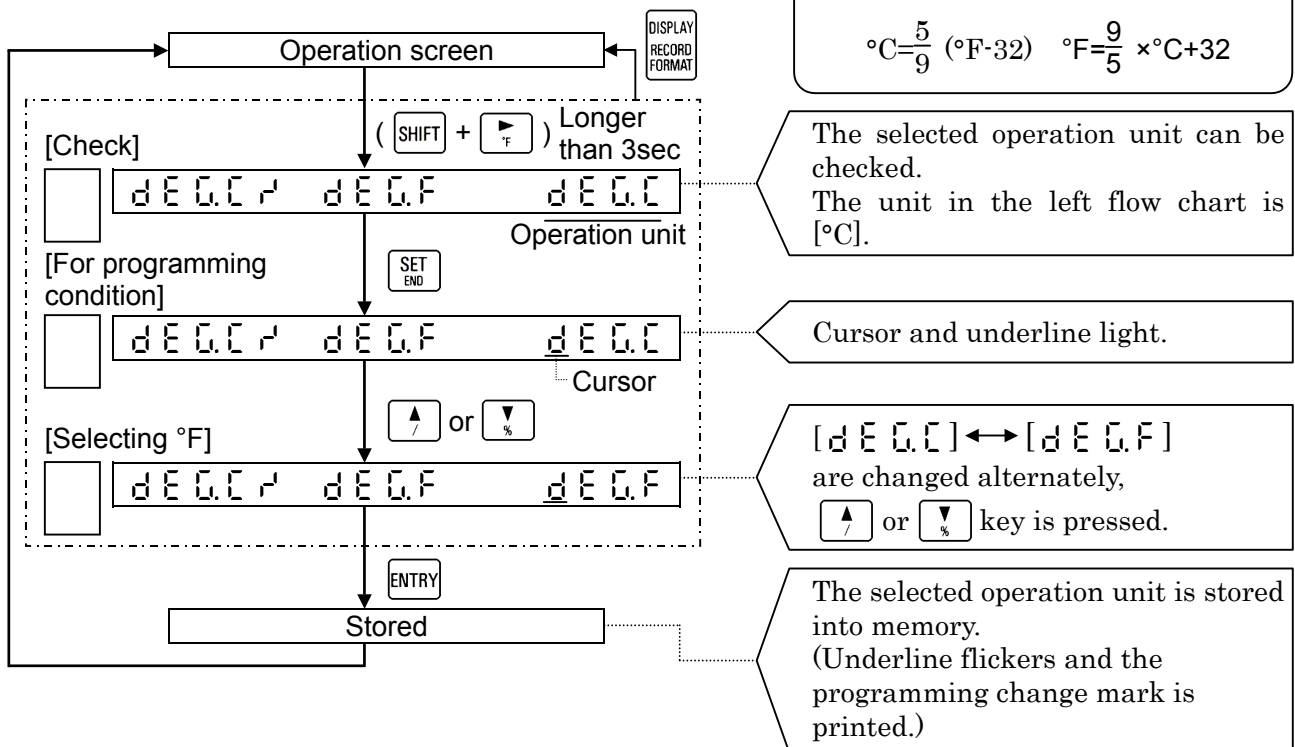 DISPLAY
RECORD
FORMAT
Operation screen
°C=5/9 (°F-32) °F=9/5 ×°C+32
( SHIFT + ► °F ) Longer
than 3sec
[Check]
dEG.C/ dEG.F dEG.C
Operation unit
The selected operation unit can be
checked.
The unit in the left flow chart is
[°C].
SET
END
[For programming
condition]
dEG.C/ dEG.F dEG.C
Cursor
Cursor and underline light.
▲ / or ▼ %
[Selecting °F]
dEG.C/ dEG.F dEG.F
[dEG.C]↔[dEG.F]
are changed alternately,
▲ / or ▼ % key is pressed.
ENTRY
Stored
The selected operation unit is stored
into memory.
(Underline flickers and the
programming change mark is
printed.)